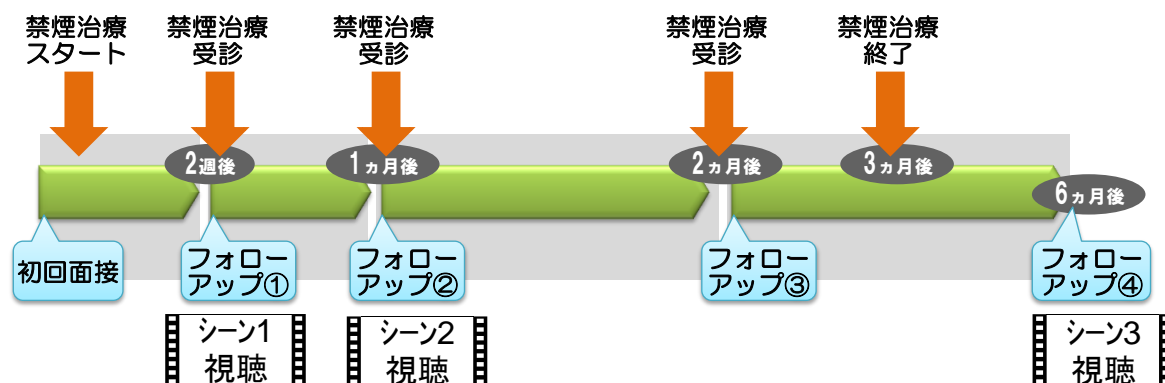 禁煙治療
スタート
禁煙治療
受診
禁煙治療
受診
禁煙治療
受診
禁煙治療
終了
2週後
1ヵ月後
2ヵ月後
3ヵ月後
6ヵ月後
初回面接
フォロー
アップ①
フォロー
アップ②
フォロー
アップ③
フォロー
アップ④
シーン1
視聴
シーン2
視聴
シーン3
視聴